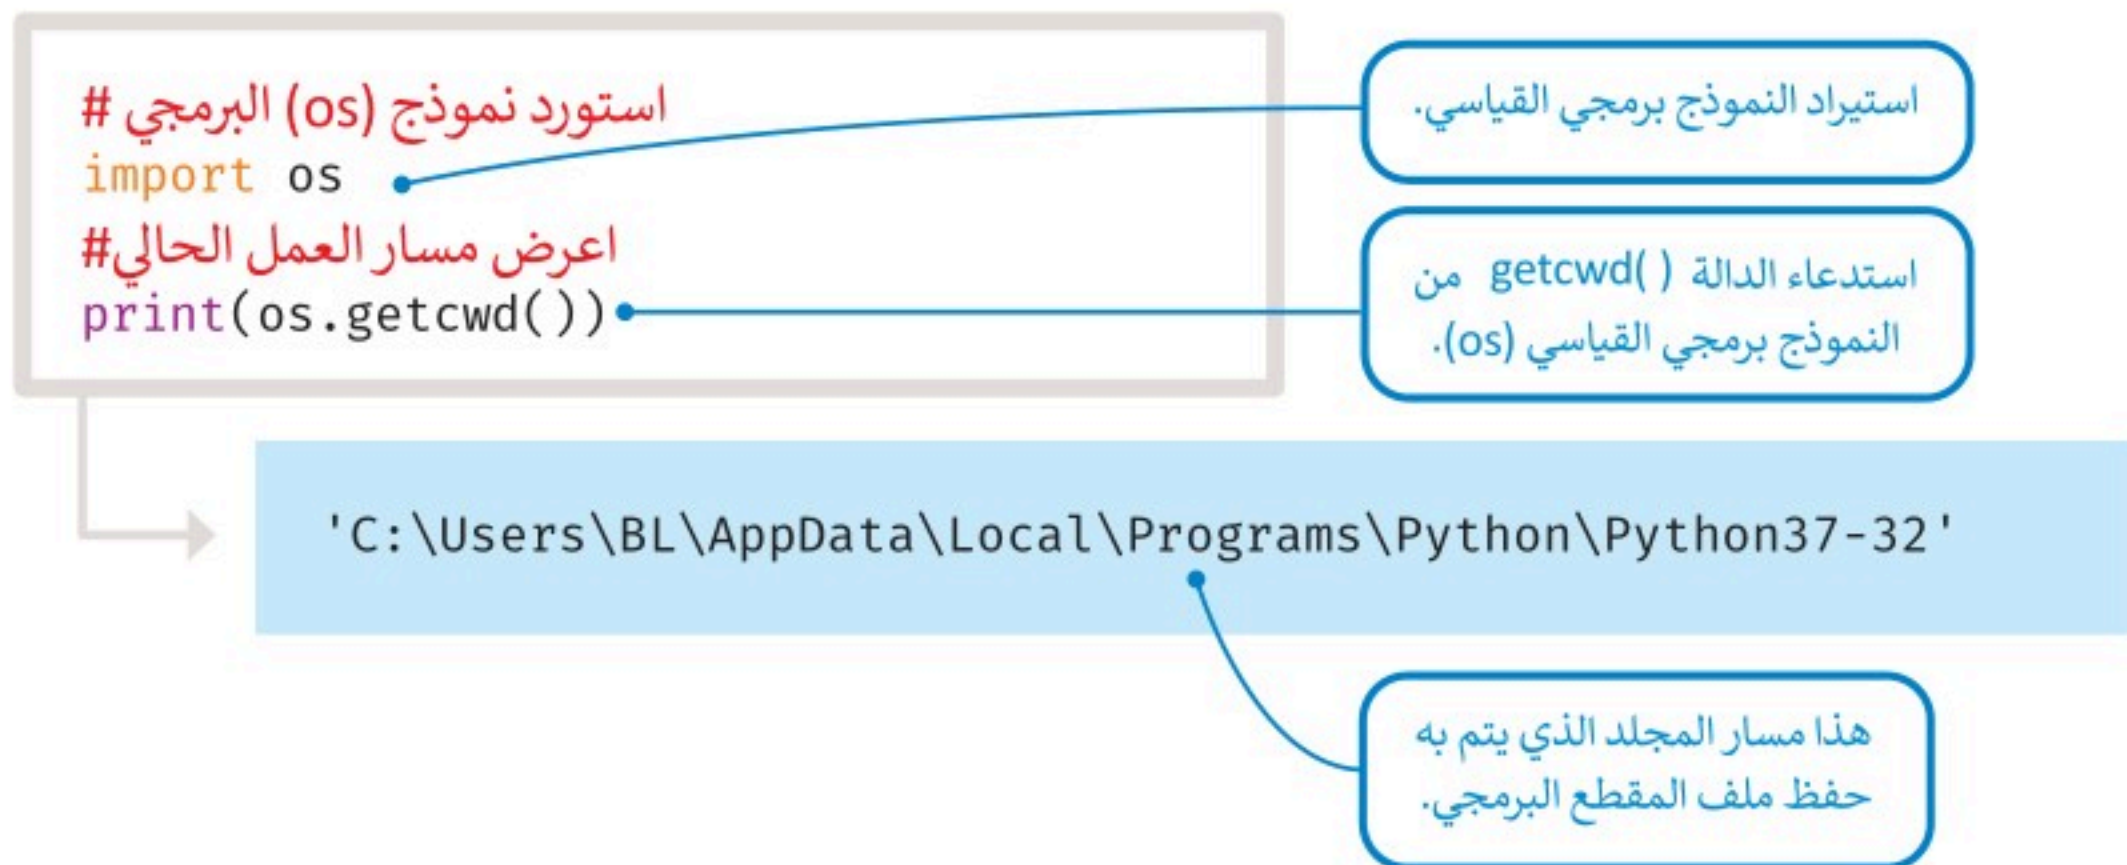 # استورد نموذج (os) البرمجي
import os
#اعرض مسار العمل الحالي
print(os.getcwd())
استيراد النموذج برمجي القياسي.
استدعاء الدالة getcwd( ) من
النموذج برمجي القياسي (os).
'C:\Users\BL\AppData\Local\Programs\Python\Python37-32'
هذا مسار المجلد الذي يتم به
حفظ ملف المقطع البرمجي.